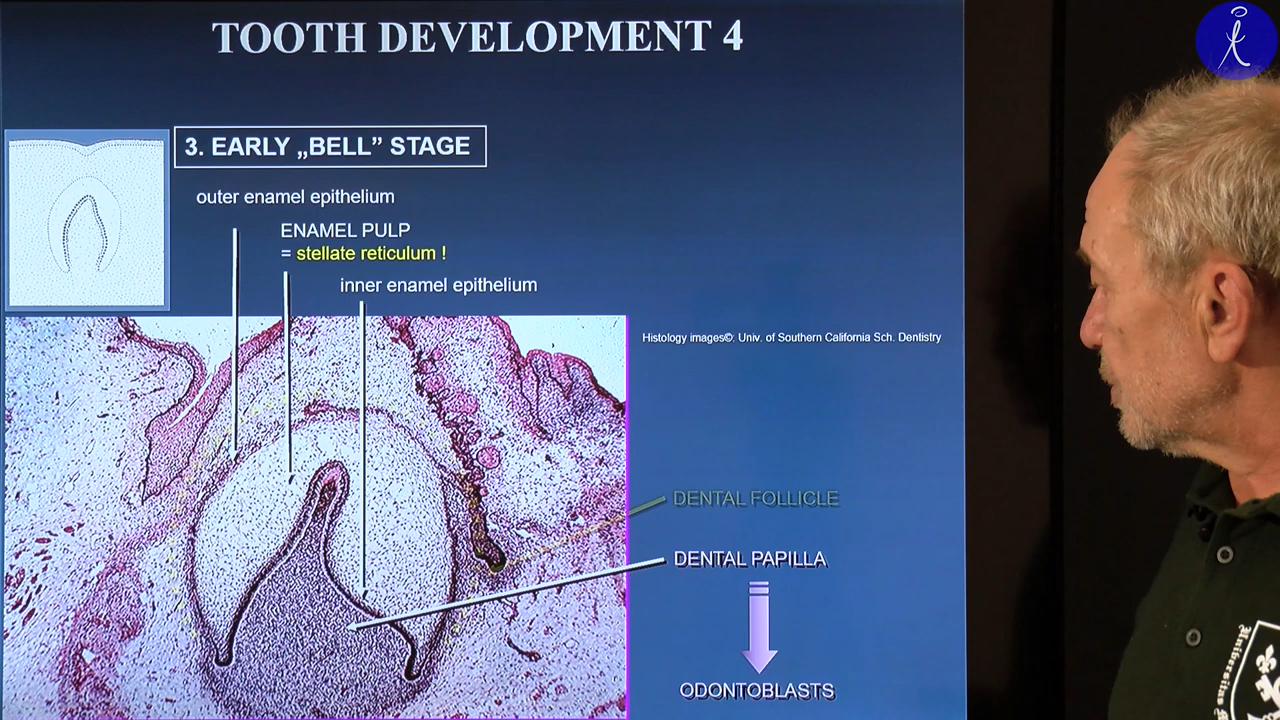 TOOTH DEVELOPMENT 4
3. EARLY „BELL” STAGE
outer enamel epithelium
ENAMEL PULP
= stellate reticulum !
inner enamel epithelium
Histology images©: Univ. of Southern California Sch. Dentistry
DENTAL FOLLICLE
DENTAL PAPILLA
ODONTOBLASTS
Universitas